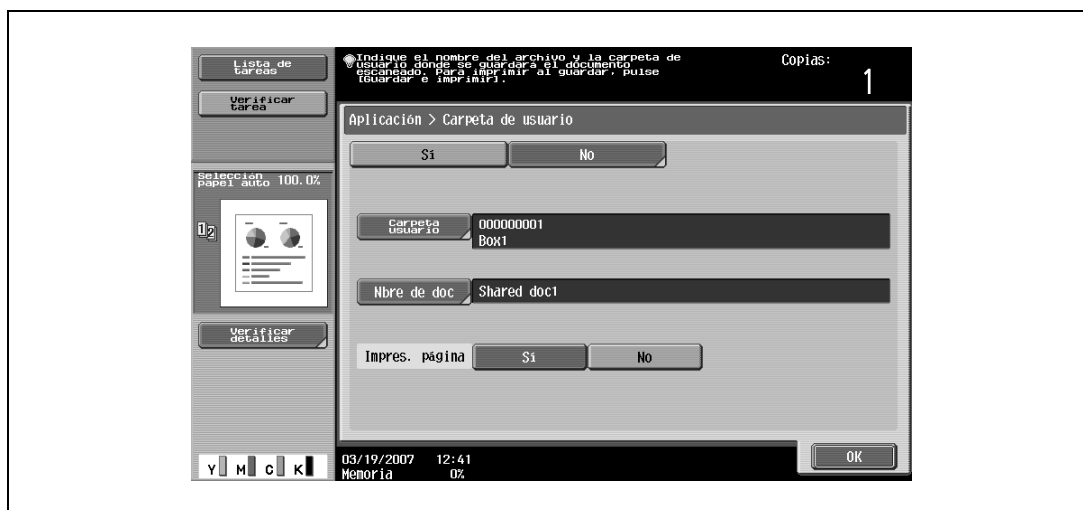 Lista de
tareas
Verificar
tarea
Indique el nombre del archivo y la carpeta de
usuario donde se guardará el documento
escaneado. Para imprimir al guardar, pulse
[Guardar e imprimir].
Copias:
1
Aplicación > Carpeta de usuario
Sí
No
Selección
papel auto 100.0%
12
Carpeta
usuario
000000001
Box1
Nbre de doc
Shared doc1
Verificar
detalles
Impres. página
Sí
No
Y M C K
03/19/2007 12:41
Memoria 0%
OK